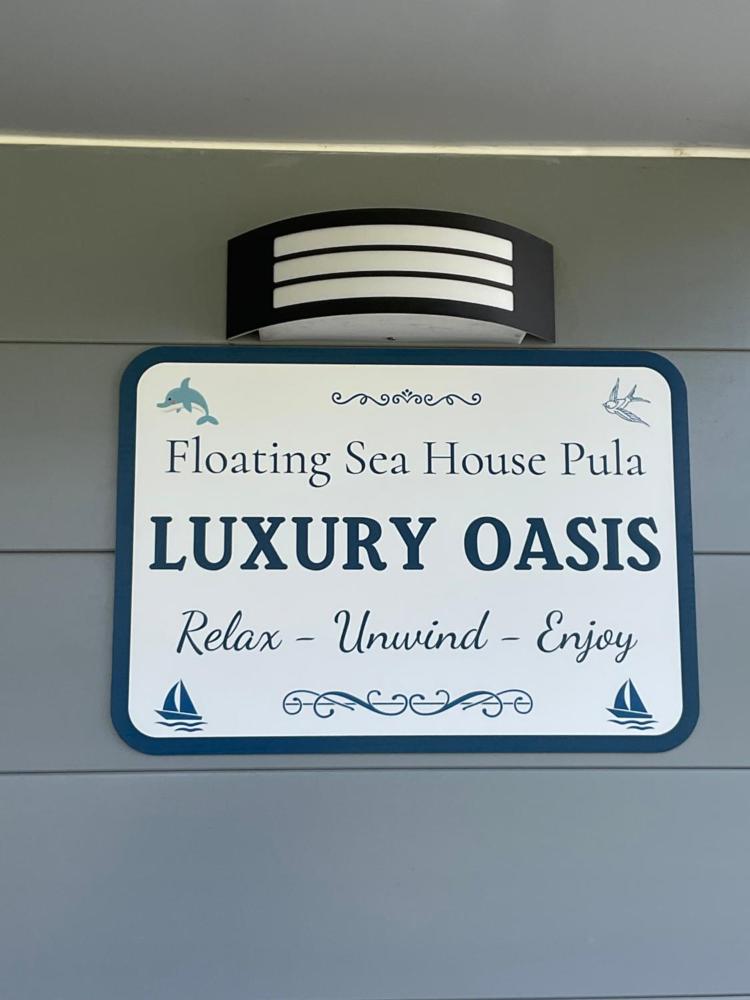 Floating Sea House Pula
LUXURY OASIS
Relax - Unwind - Enjoy